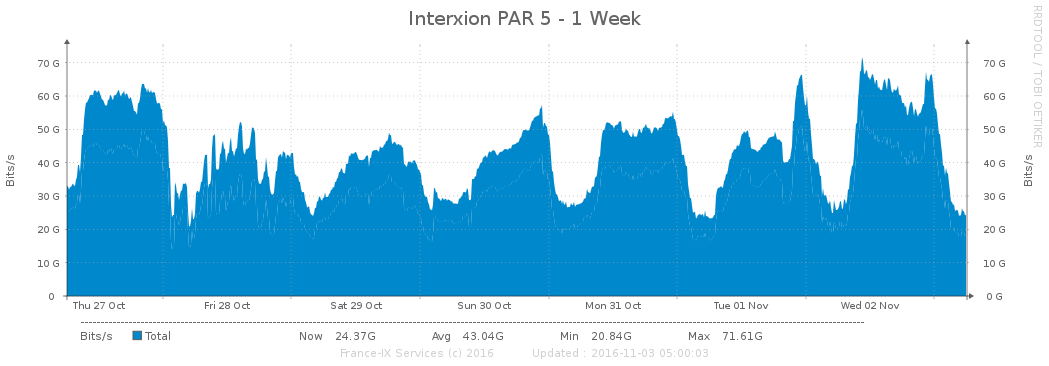 Interxion PAR 5 - 1 Week
RRDTOOL / TOBI OETIKER
Bits/s
70 G 70 G
60 G 60 G
50 G 50 G
40 G 40 G
30 G 30 G
20 G 20 G
10 G 10 G
0 0 G
Bits/s
Thu 27 Oct Fri 28 Oct Sat 29 Oct Sun 30 Oct Mon 31 Oct Tue 01 Nov Wed 02 Nov
Bits/s Total Now 24.37G Avg 43.04G Min 20.84G Max 71.61G
France-IX Services (c) 2016 Updated : 2016-11-03 05:00:03